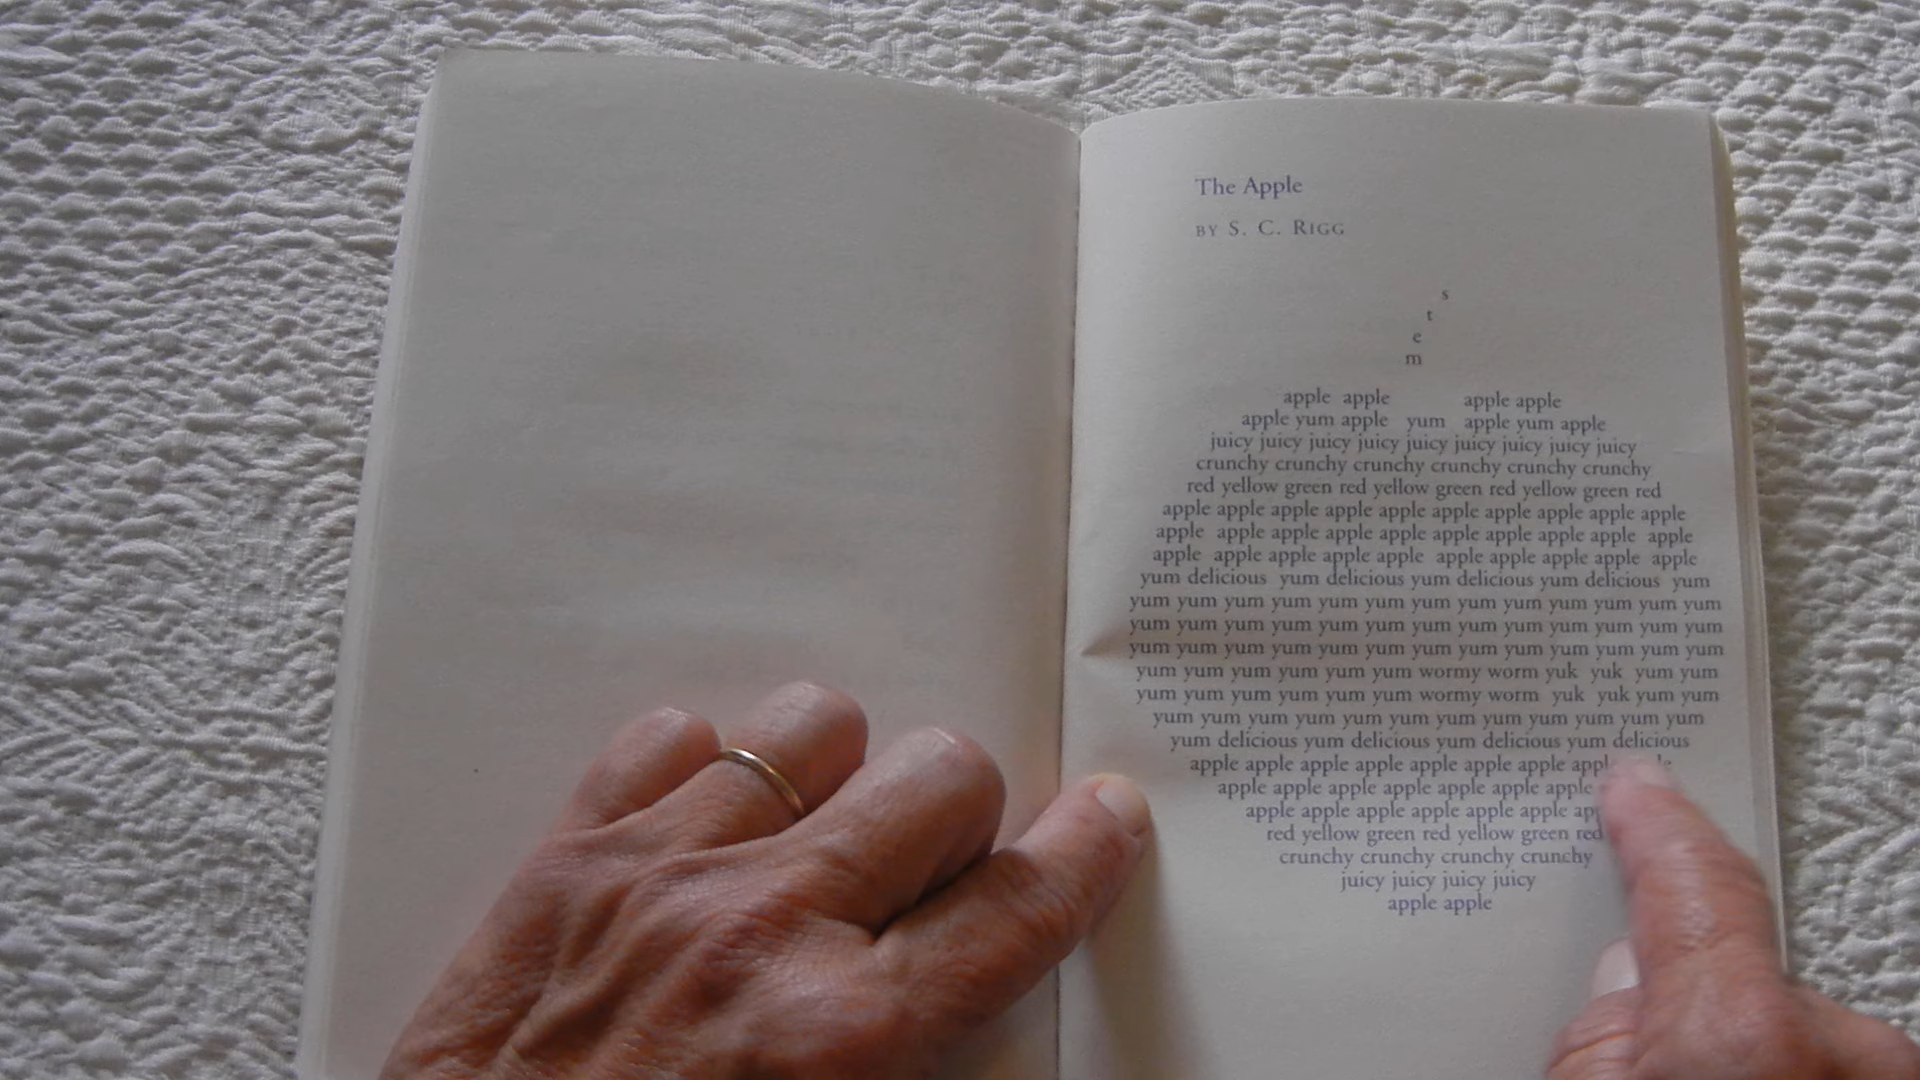 The Apple
BY S. C. RIGG
s
t
e
m
apple apple apple apple
apple yum apple yum apple yum apple
juicy juicy juicy juicy juicy juicy juicy juicy juicy
crunchy crunchy crunchy crunchy crunchy crunchy
red yellow green red yellow green red yellow green red
apple apple apple apple apple apple apple apple apple apple
apple apple apple apple apple apple apple apple apple apple
apple apple apple apple apple apple apple apple apple apple
yum delicious yum delicious yum delicious yum delicious yum
yum yum yum yum yum yum yum yum yum yum yum yum yum
yum yum yum yum yum yum yum yum yum yum yum yum yum
yum yum yum yum yum yum yum yum yum yum yum yum yum
yum yum yum yum yum yum wormy worm yuk yuk yum yum
yum yum yum yum yum yum wormy worm yuk yuk yum yum
yum yum yum yum yum yum yum yum yum yum yum yum
yum delicious yum delicious yum delicious yum delicious
apple apple apple apple apple apple apple apple
apple apple apple apple apple apple apple
apple apple apple apple apple apple
red yellow green red yellow green red
crunchy crunchy crunchy crunchy
juicy juicy juicy juicy
apple apple